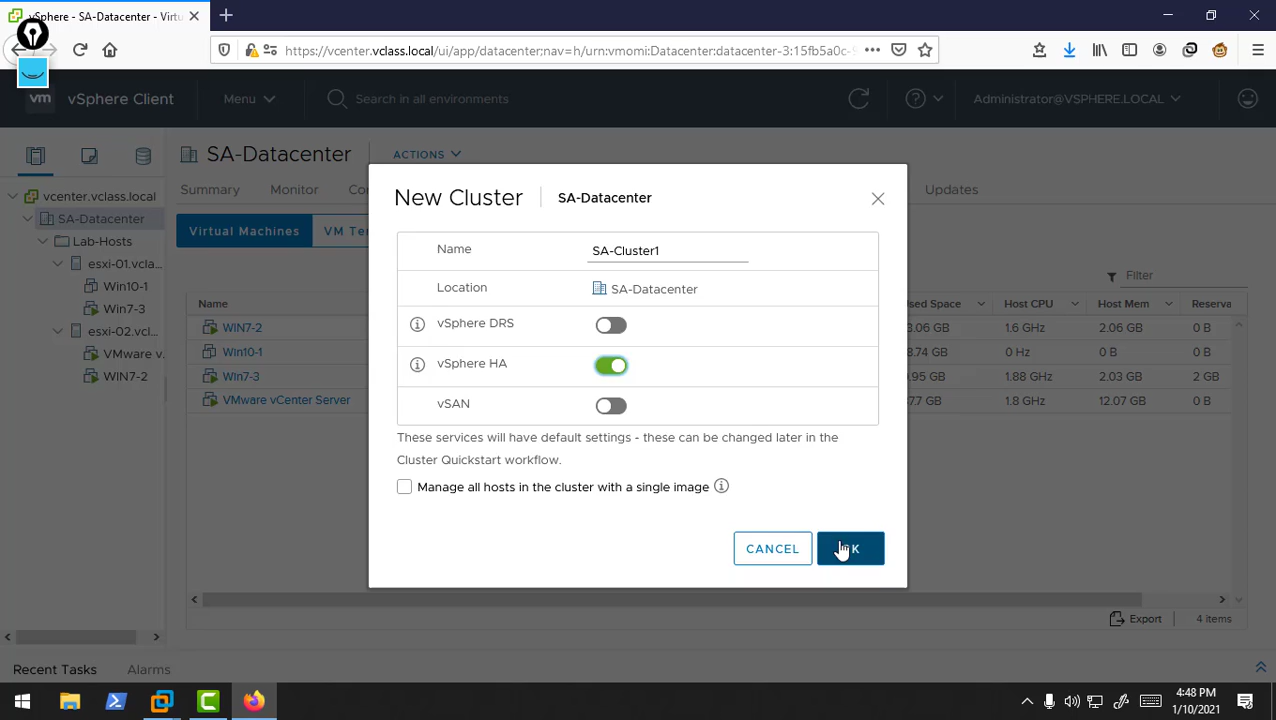 vSphere - SA-Datacenter - Virtu
https://vcenter.vclass.local/ui/app/datacenter;nav=h/urn:vmomi:Datacenter:datacenter-3:15fb5a0c-
vm vSphere Client Menu Search in all environments Administrator@VSPHERE.LOCAL
SA-Datacenter ACTIONS
Summary Monitor Co Updates
vcenter.vclass.local
SA-Datacenter
Lab-Hosts
esxi-01.vcla...
Win10-1
Win7-3
esxi-02.vcl...
VMware v.
WIN7-2
Virtual Machines VM Te
Filter
Name sed Space Host CPU Host Mem Reserva
WIN7-2 3.06 GB 1.6 GHz 2.06 GB 0 B
Win10-1 8.74 GB 0 Hz 0 B 0 B
Win7-3 .95 GB 1.88 GHz 2.03 GB 2 GB
VMware vCenter Server 7.7 GB 1.8 GHz 12.07 GB 0 B
New Cluster SA-Datacenter
Name SA-Cluster1
Location SA-Datacenter
vSphere DRS
vSphere HA
vSAN
These services will have default settings - these can be changed later in the
Cluster Quickstart workflow.
Manage all hosts in the cluster with a single image
CANCEL OK
Export 4 items
Recent Tasks Alarms
4:48 PM
1/10/2021